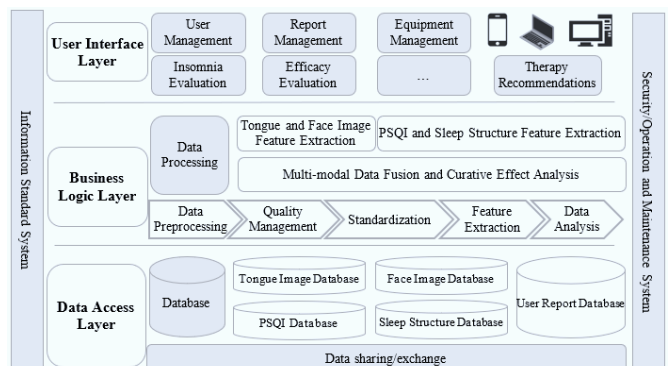 User Interface
Layer
User
Management
Report
Management
Equipment
Management
Insomnia
Evaluation
Efficacy
Evaluation
...
Therapy
Recommendations
Information Standard System
Security/Operation and Maintenance System
Business
Logic Layer
Data
Processing
Tongue and Face Image
Feature Extraction
PSQI and Sleep Structure Feature Extraction
Multi-modal Data Fusion and Curative Effect Analysis
Data
Preprocessing
Quality
Management
Standardization
Feature
Extraction
Data
Analysis
Data Access
Layer
Database
Tongue Image Database
Face Image Database
PSQI Database
Sleep Structure Database
User Report Database
Data sharing/exchange